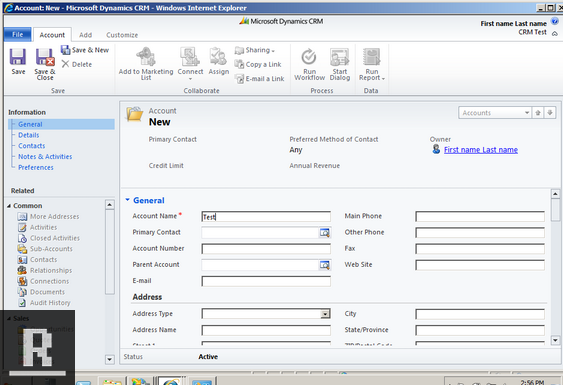 Account: New - Microsoft Dynamics CRM - Windows Internet Explorer
Microsoft Dynamics CRM
First name Last name
CRM Test
File Account Add Customize
Save
Save & Close
Save & New
Delete
Save
Add to Marketing List
Connect
Assign
Sharing
Copy a Link
E-mail a Link
Collaborate
Run Workflow
Start Dialog
Process
Run Report
Data
Information
General
Details
Contacts
Notes & Activities
Preferences
Related
Common
More Addresses
Activities
Closed Activities
Sub-Accounts
Contacts
Relationships
Connections
Documents
Audit History
Sales
R
Account
New
Accounts
Primary Contact
Preferred Method of Contact
Any
Owner
First name Last name
Credit Limit
Annual Revenue
General
Account Name * Test
Main Phone
Primary Contact
Other Phone
Account Number
Fax
Parent Account
Web Site
E-mail
Address
Address Type
City
Address Name
State/Province
ZIP/Postal Code
Status Active
2:56 PM